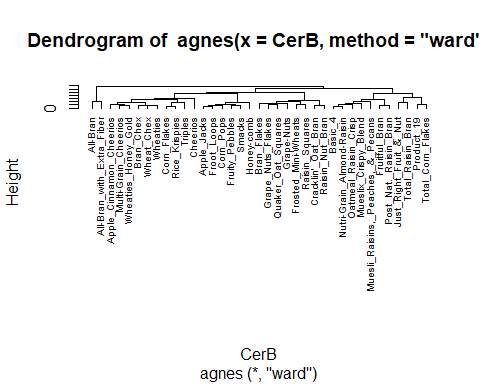 Dendrogram of agnes(x = CerB, method = "ward'
Height
0
All-Bran
All-Bran_with_Extra_Fiber
Apple_Cinnamon_Cheerios
Multi-Grain_Cheerios
Wheaties_Honey_Gold
Bran_Chex
Wheat_Chex
Wheaties
Corn_Flakes
Rice_Krispies
Triples
Cheerios
Apple_Jacks
Froot_Loops
Corn_Pops
Fruity_Pebbles
Smacks
Honey-comb
Bran_Flakes
Grape_Nuts_Flakes
Quaker_Oat_Squares
Grape-Nuts
Frosted_Mini-Wheats
Raisin_Squares
Cracklin'_Oat_Bran
Raisin_Nut_Bran
Basic_4
Nutri-Grain_Almond-Raisin
Oatmeal_Raisin_Crisp
Mueslix_Crispy_Blend
Muesli_Raisins,_Peaches,_&_Pecans
Fruitful_Bran
Post_Nat._Raisin_Bran
Just_Right_Fruit_&_Nut
Total_Raisin_Bran
Product_19
Total_Corn_Flakes
CerB
agnes (*, "ward")